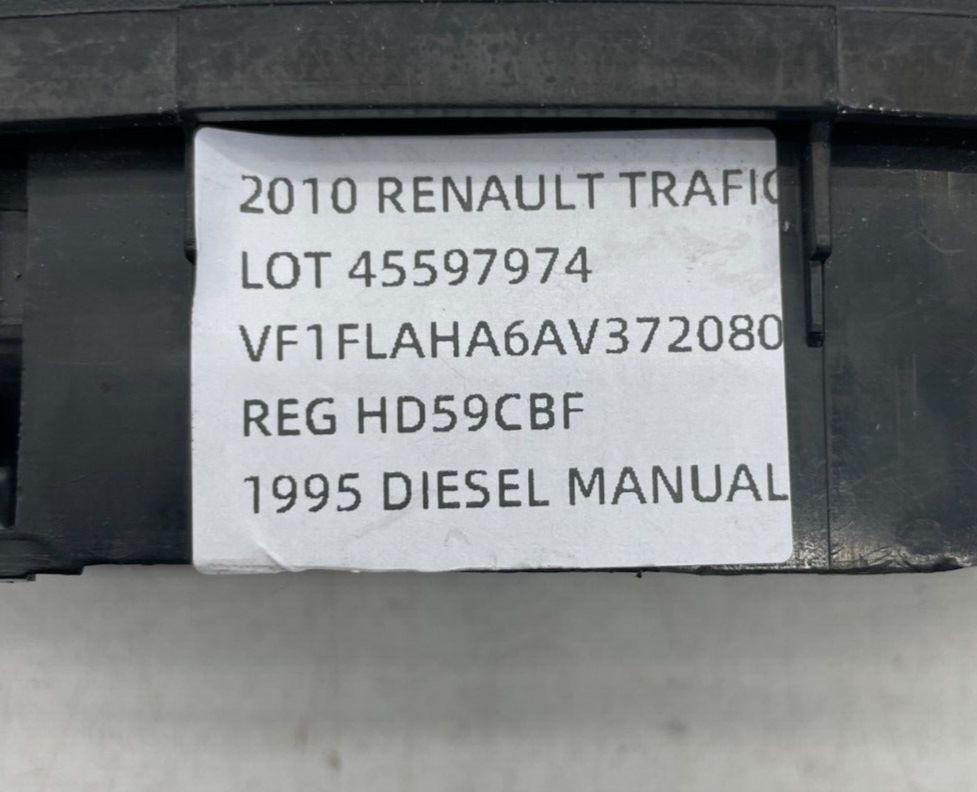 2010 RENAULT TRAFIC
LOT 45597974
VF1FLAHA6AV372080
REG HD59CBF
1995 DIESEL MANUAL